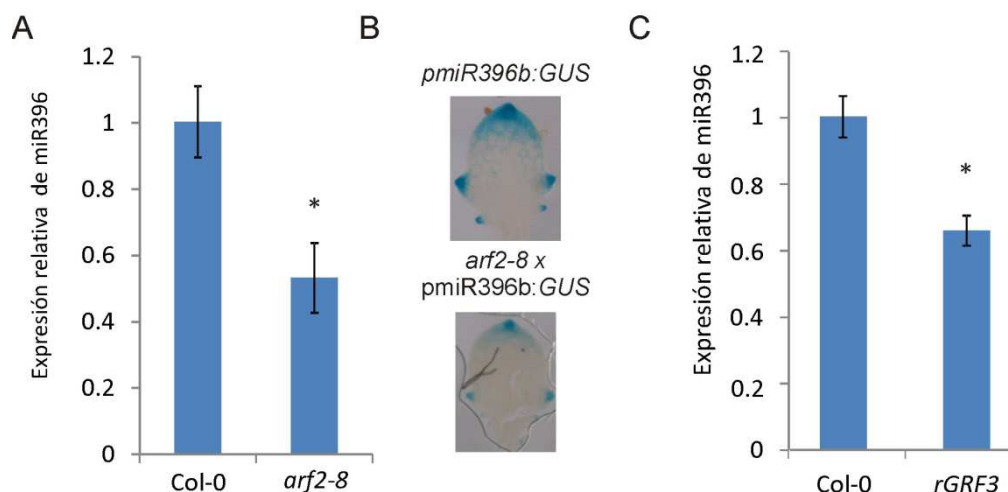 A
Expresión relativa de miR396
1.2
1
0.8
0.6
0.4
0.2
0
*
Col-0
arf2-8
B
pmiR396b:GUS
arf2-8 x
pmiR396b:GUS
C
Expresión relativa de miR396
1.2
1
0.8
0.6
0.4
0.2
0
*
Col-0
rGRF3